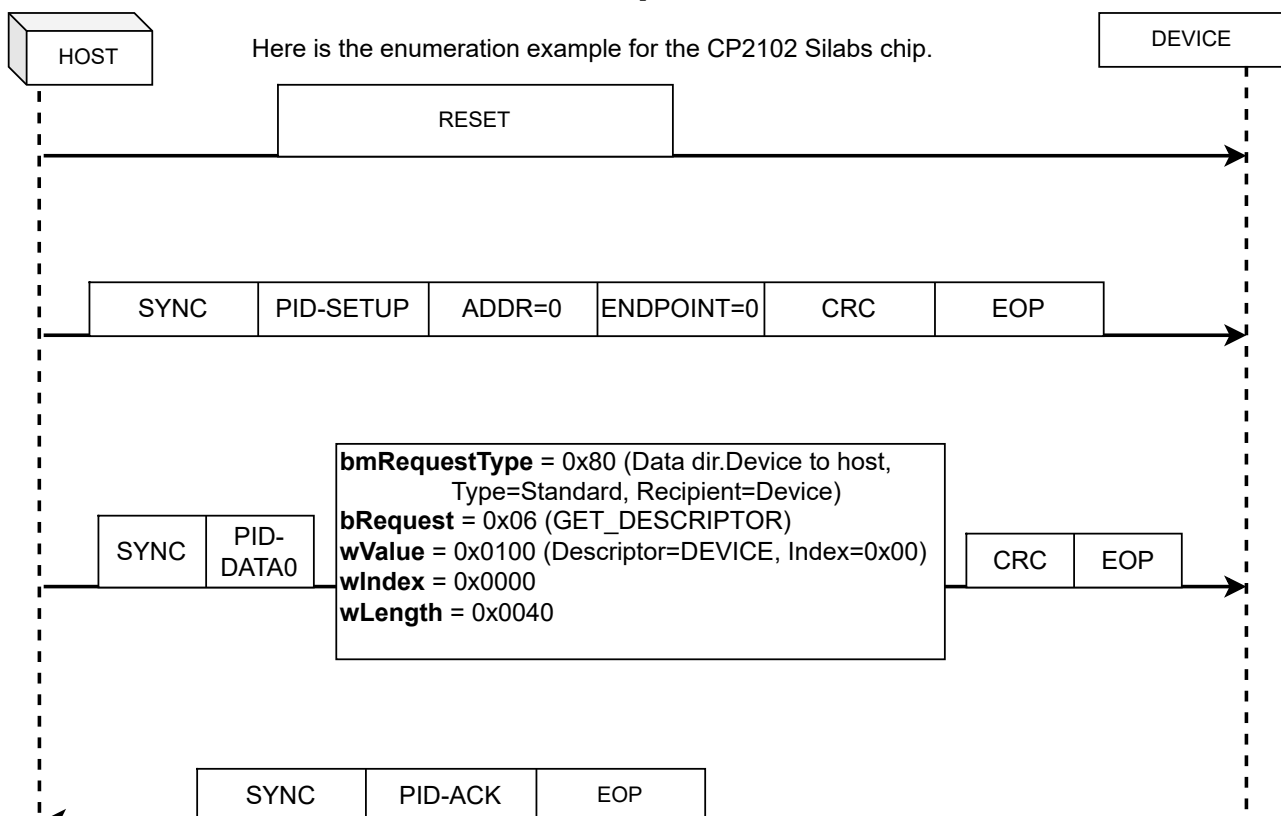 HOST
Here is the enumeration example for the CP2102 Silabs chip.
DEVICE
RESET
SYNC
PID-SETUP
ADDR=0
ENDPOINT=0
CRC
EOP
SYNC
PID-
DATA0
bmRequestType = 0x80 (Data dir.Device to host,
Type=Standard, Recipient=Device)
bRequest = 0x06 (GET_DESCRIPTOR)
wValue = 0x0100 (Descriptor=DEVICE, Index=0x00)
wIndex = 0x0000
wLength = 0x0040
CRC
EOP
SYNC
PID-ACK
EOP